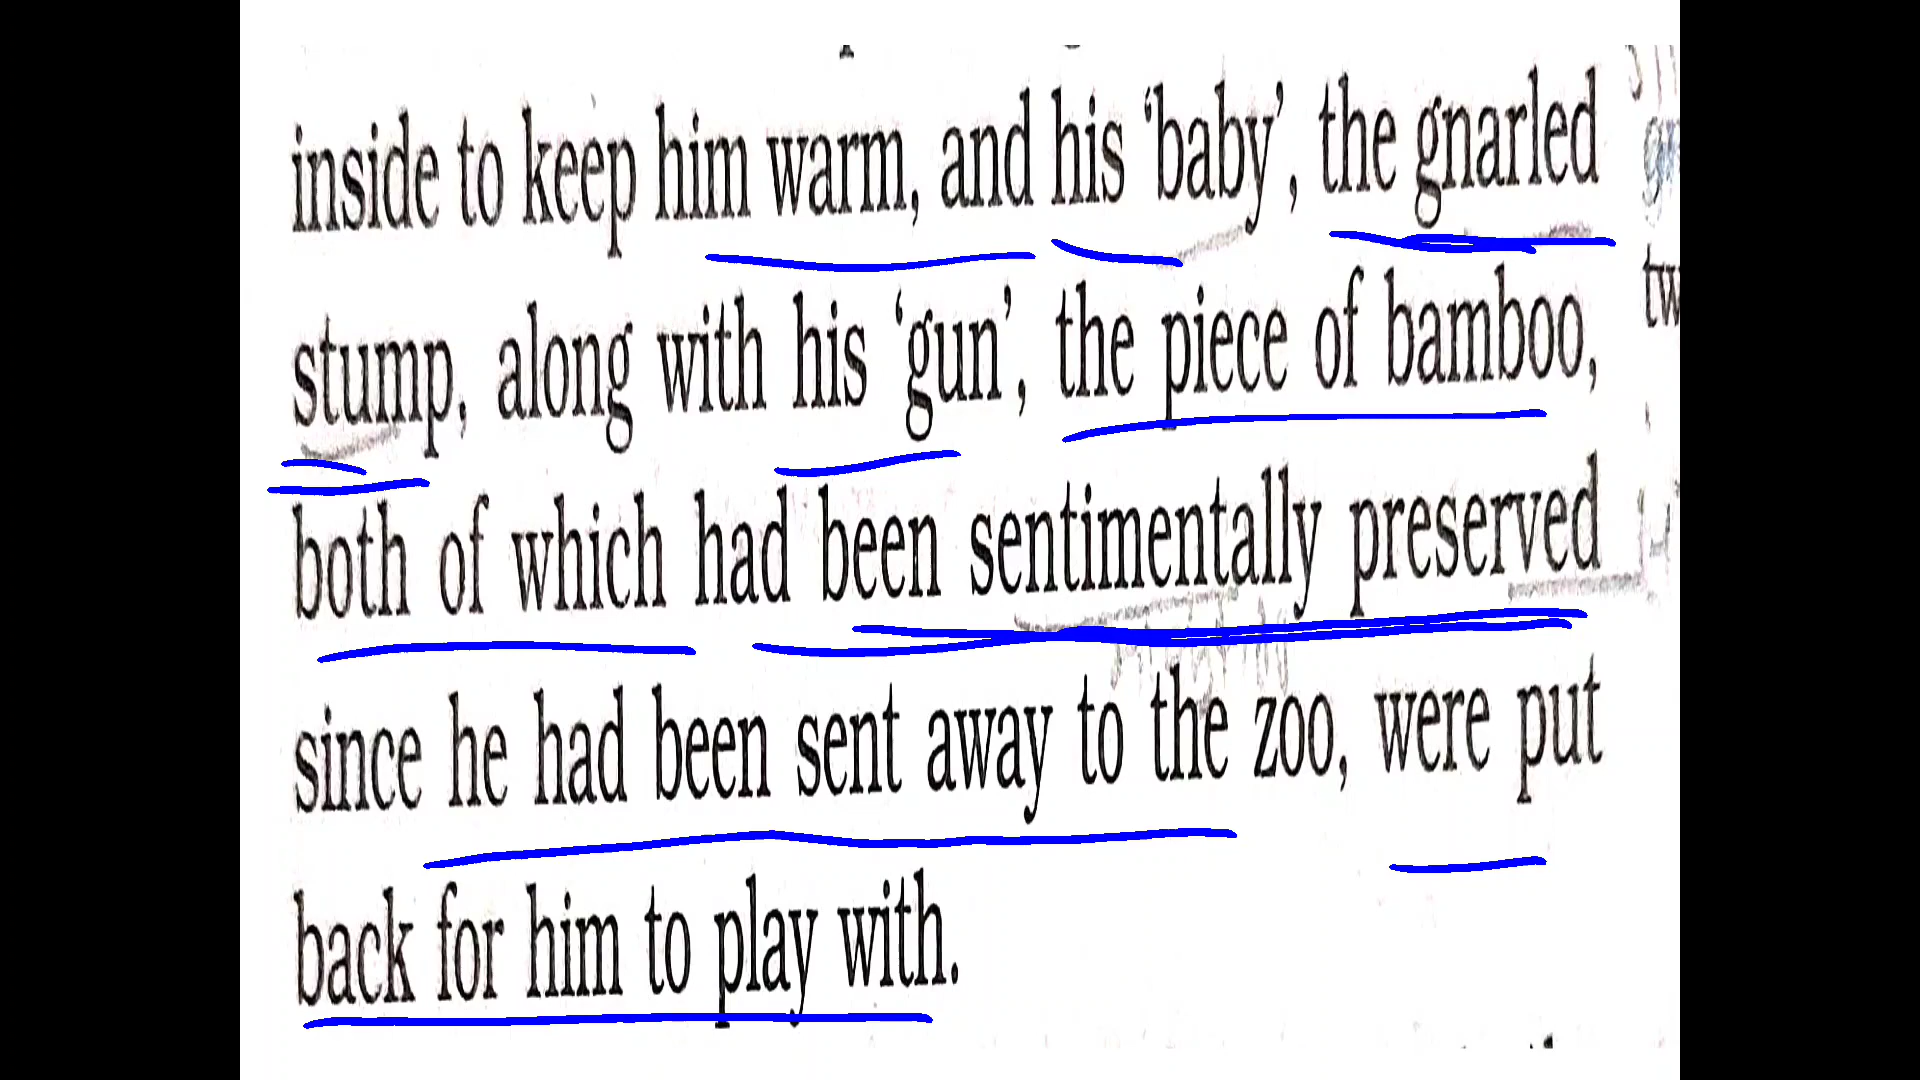 inside to keep him warm, and his ‘baby’, the gnarled
stump, along with his ‘gun’, the piece of bamboo,
both of which had been sentimentally preserved
since he had been sent away to the zoo, were put
back for him to play with.
tw